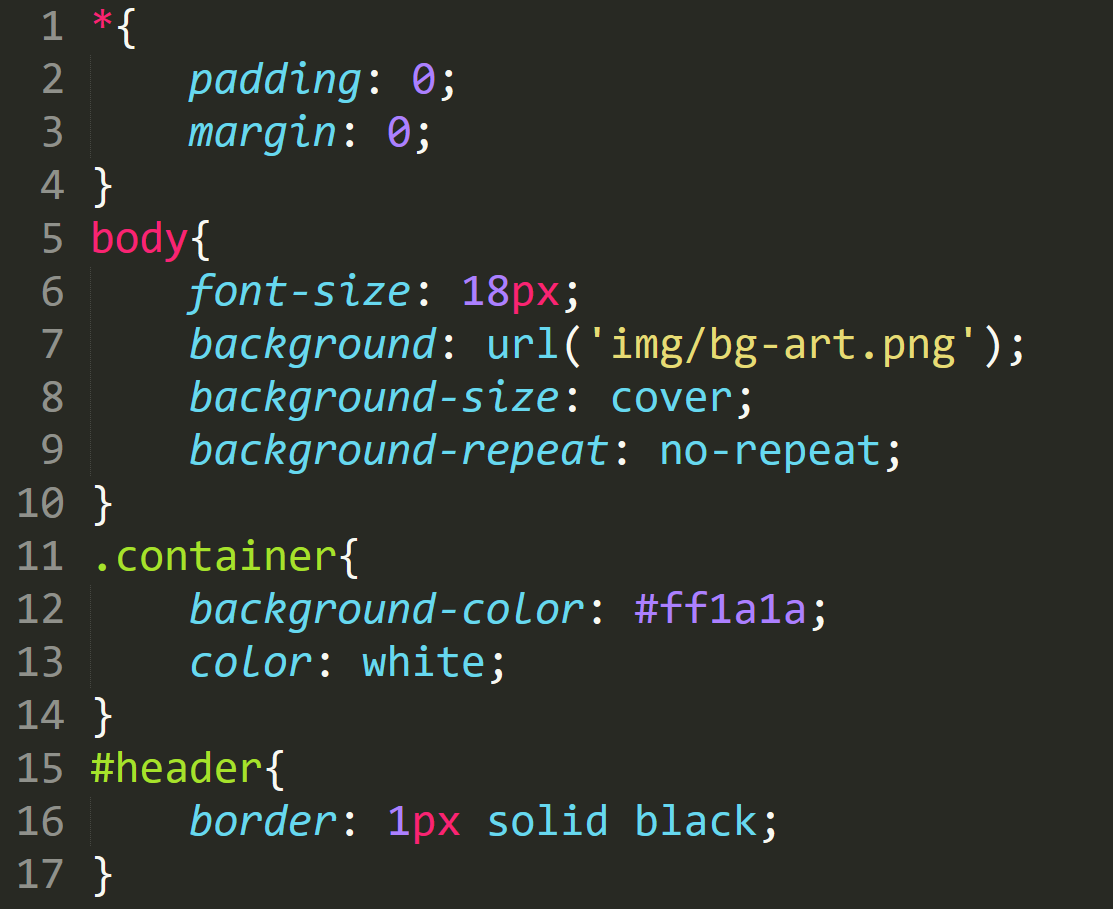 1 *{
2 padding: 0;
3 margin: 0;
4 }
5 body{
6 font-size: 18px;
7 background: url('img/bg-art.png');
8 background-size: cover;
9 background-repeat: no-repeat;
10 }
11 .container{
12 background-color: #ff1a1a;
13 color: white;
14 }
15 #header{
16 border: 1px solid black;
17 }